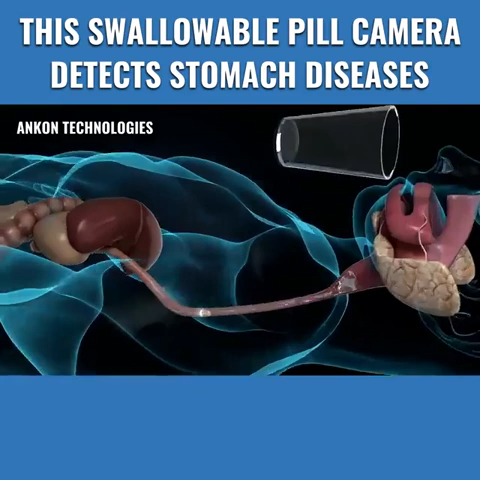 THIS SWALLOWABLE PILL CAMERA
DETECTS STOMACH DISEASES
ANKON TECHNOLOGIES